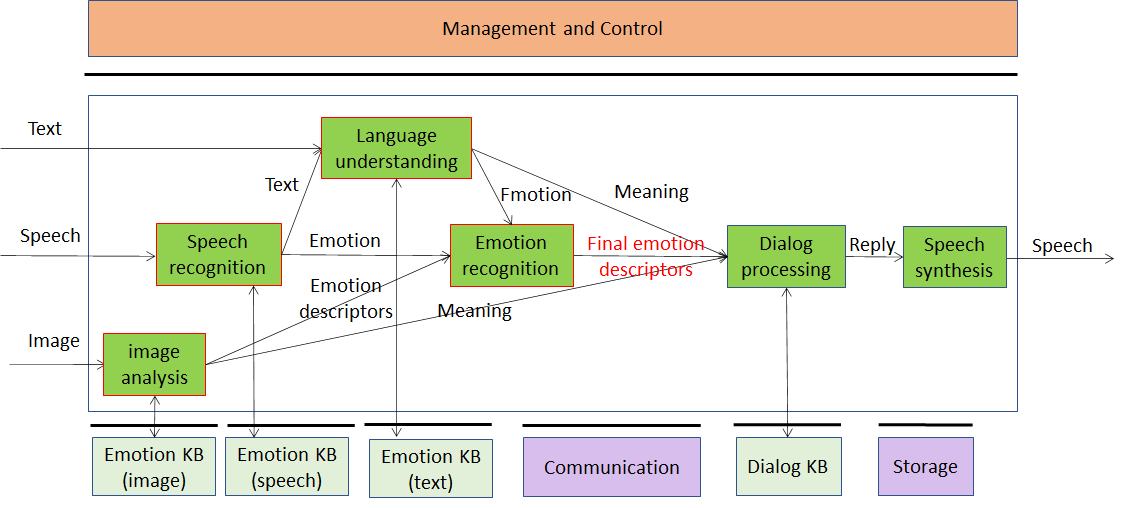 Management and Control
Text
Language
understanding
Text
Fmotion
Meaning
Speech
Speech
recognition
Emotion
Emotion
recognition
Final emotion
descriptors
Dialog
processing
Reply
Speech
synthesis
Speech
Emotion
descriptors
Meaning
Image
image
analysis
Emotion KB
(image)
Emotion KB
(speech)
Emotion KB
(text)
Communication
Dialog KB
Storage